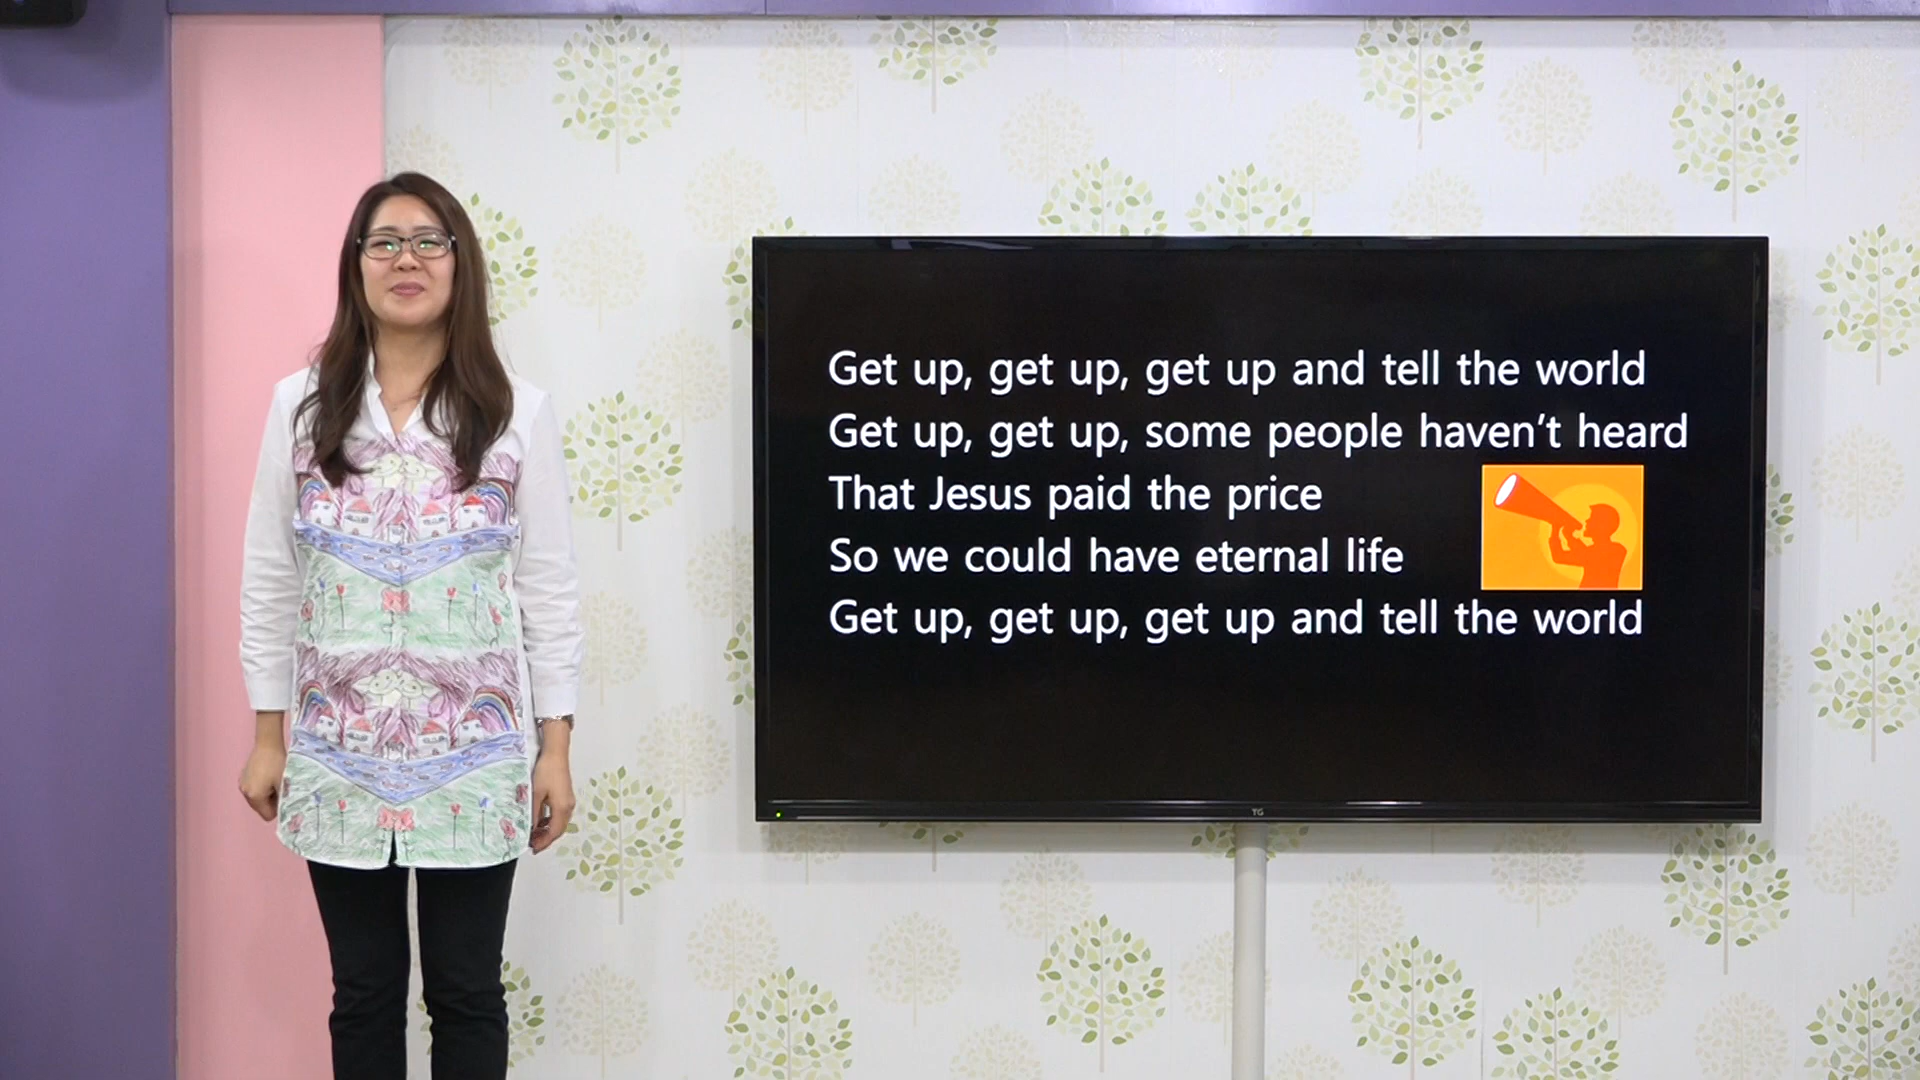 Get up, get up, get up and tell the world
Get up, get up, some people haven't heard
That Jesus paid the price
So we could have eternal life
Get up, get up, get up and tell the world
TG